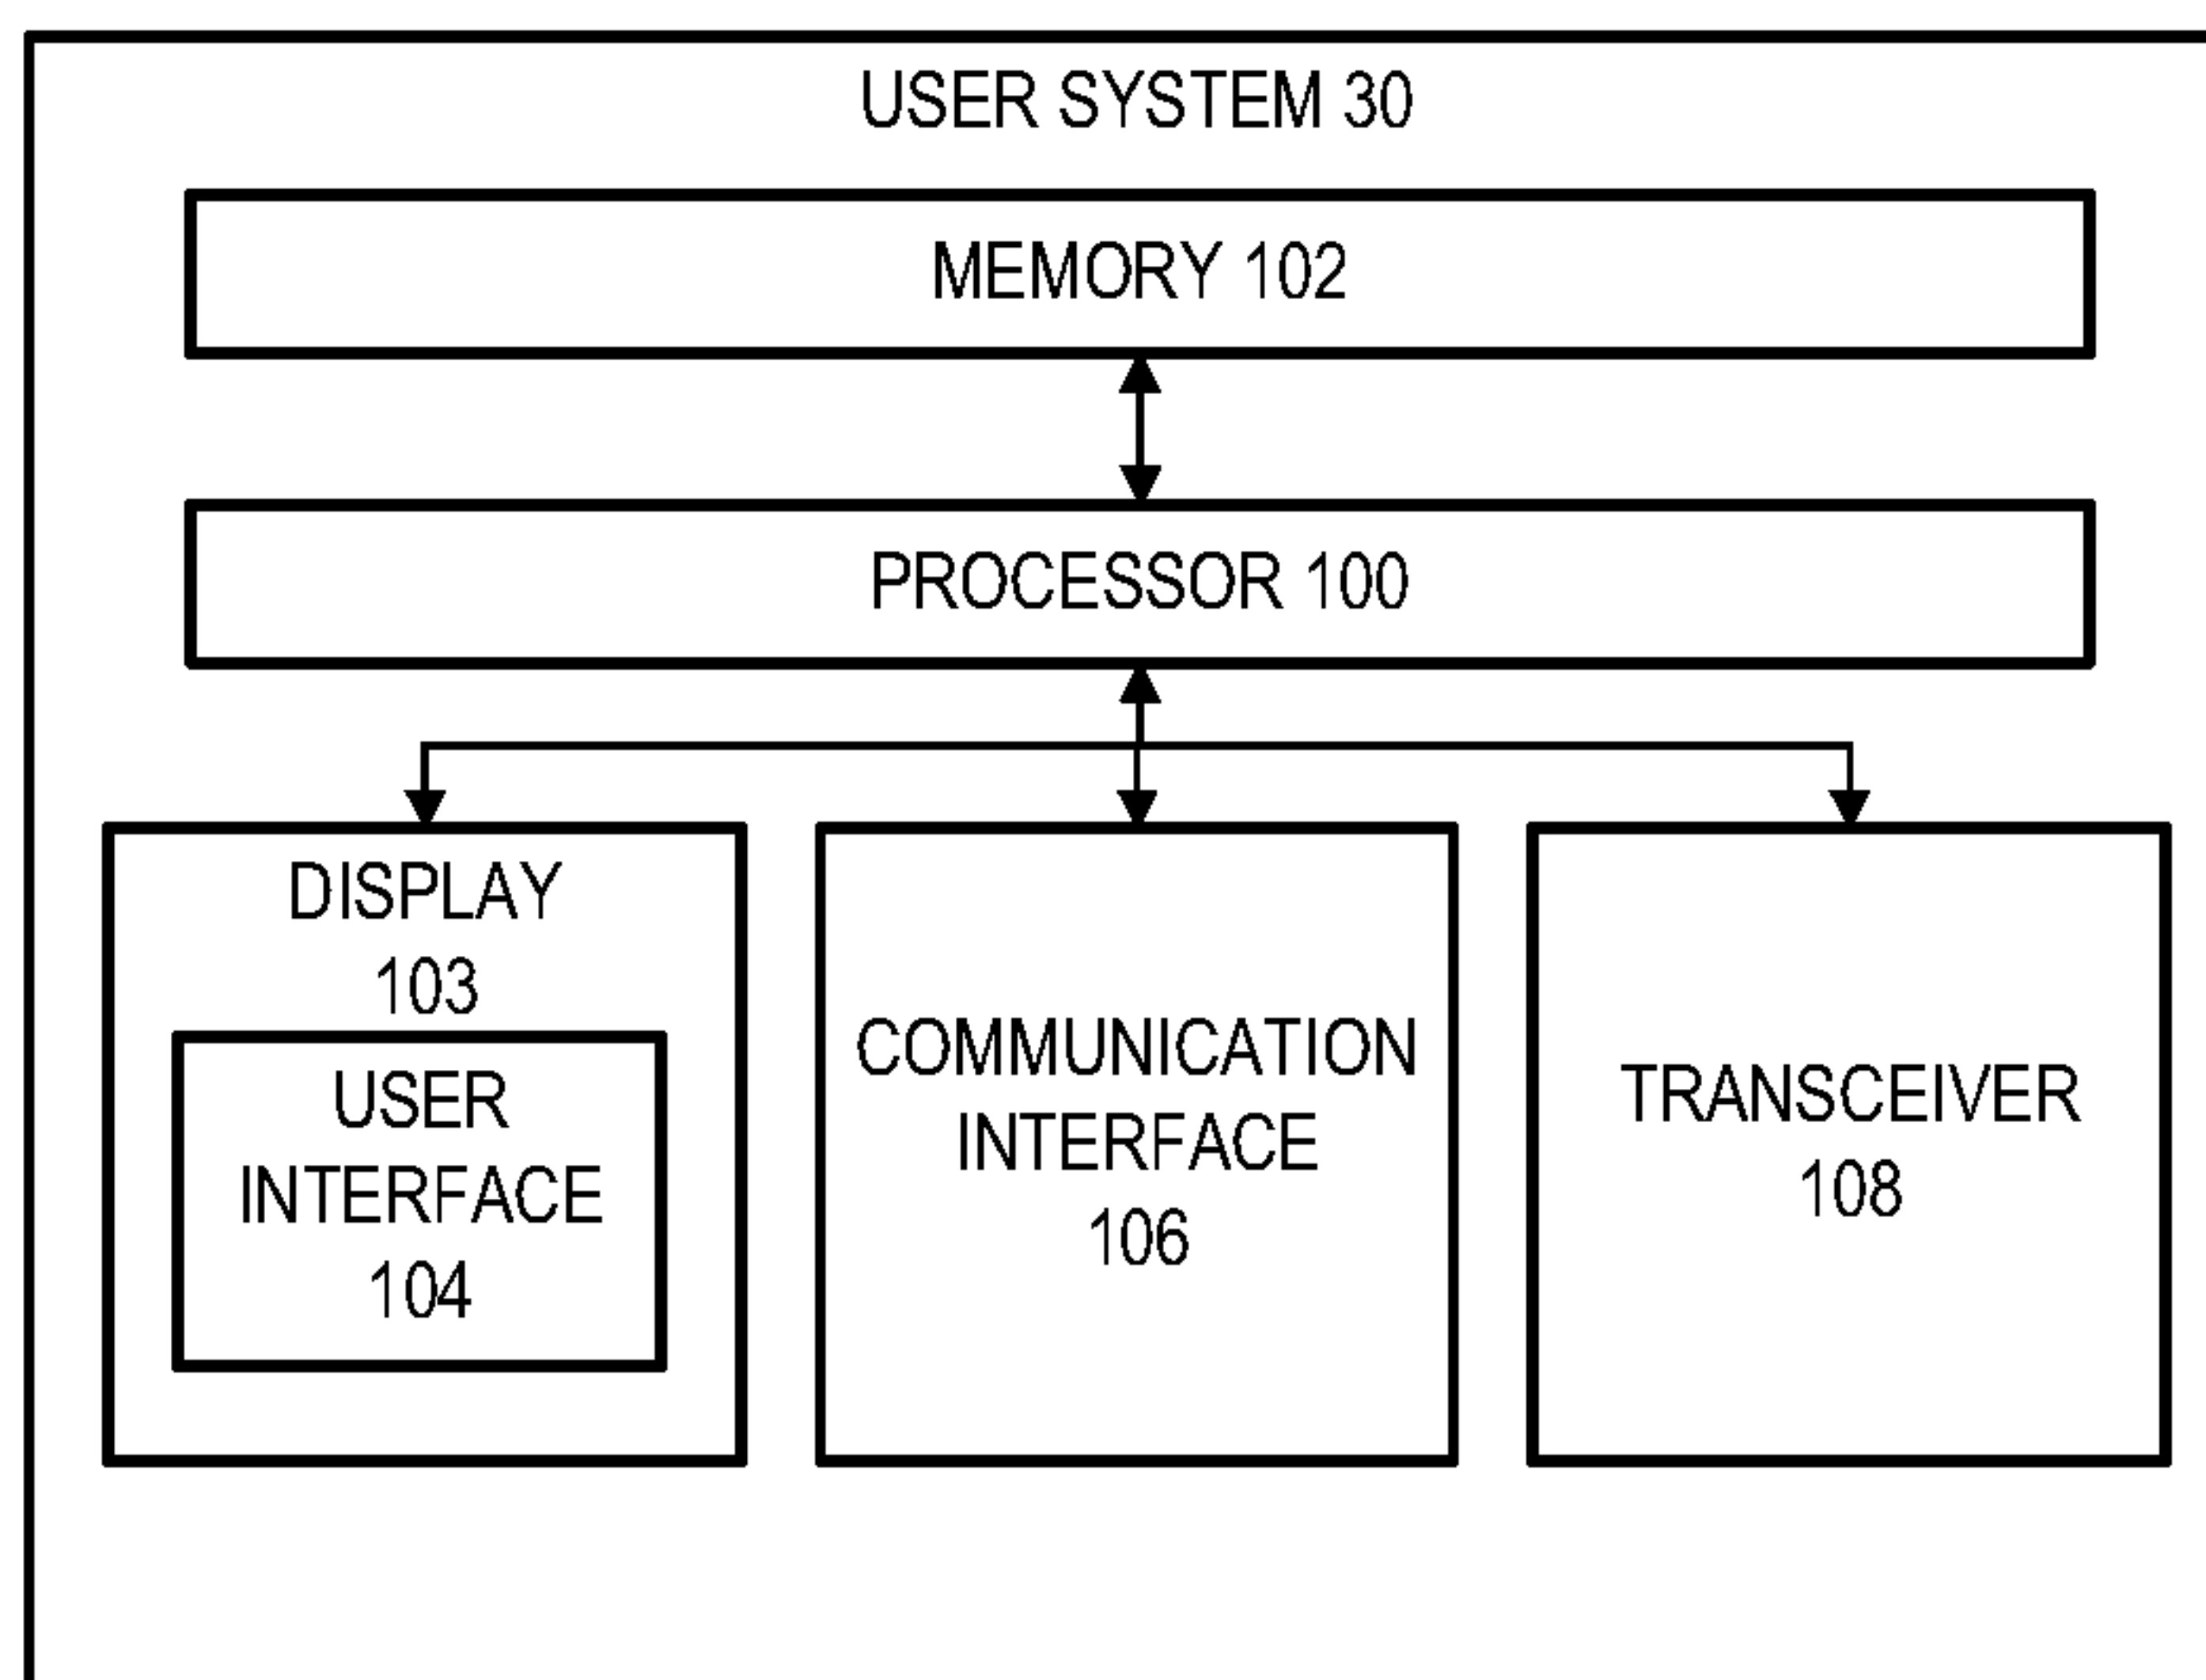 USER SYSTEM 30
MEMORY 102
PROCESSOR 100
DISPLAY
103
USER
INTERFACE
104
COMMUNICATION
INTERFACE
106
TRANSCEIVER
108